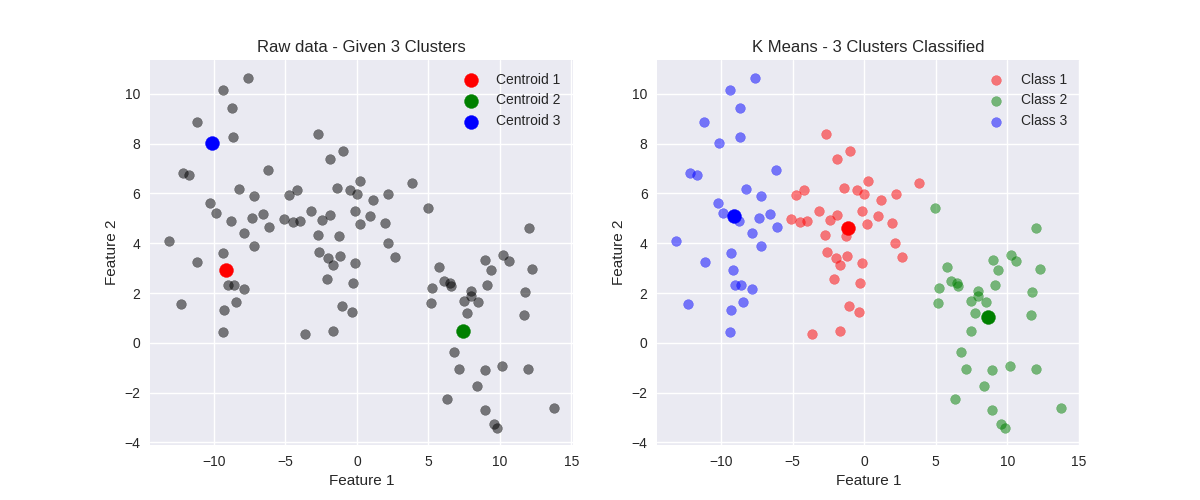 Raw data - Given 3 Clusters
Centroid 1
Centroid 2
Centroid 3
10
8
6
4
2
0
−2
−4
Feature 2
−10
−5
0
5
10
15
Feature 1
K Means - 3 Clusters Classified
Class 1
Class 2
Class 3
10
8
6
4
2
0
−2
−4
Feature 2
−10
−5
0
5
10
15
Feature 1